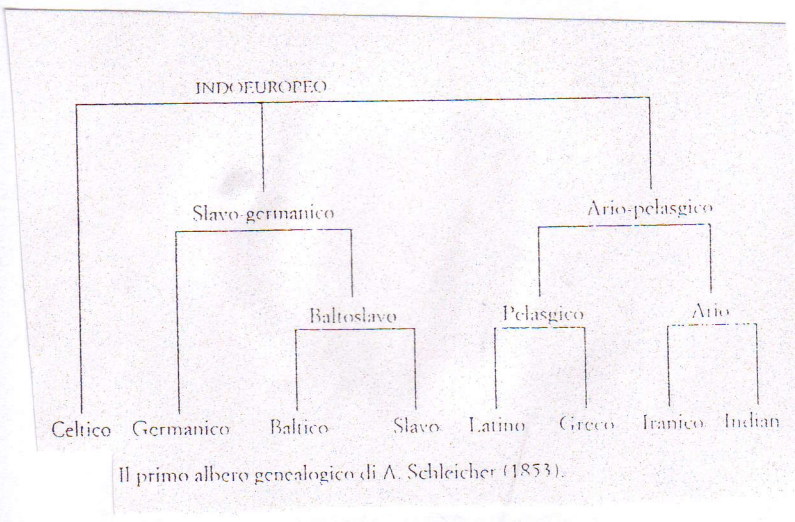 INDOEUROPEO
Slavo-germanico Ario-pelasgico
Baltoslavo Pelasgico Ario
Celtico Germanico Baltico Slavo Latino Greco Iranico Indian
Il primo albero genealogico di A. Schleicher (1853).